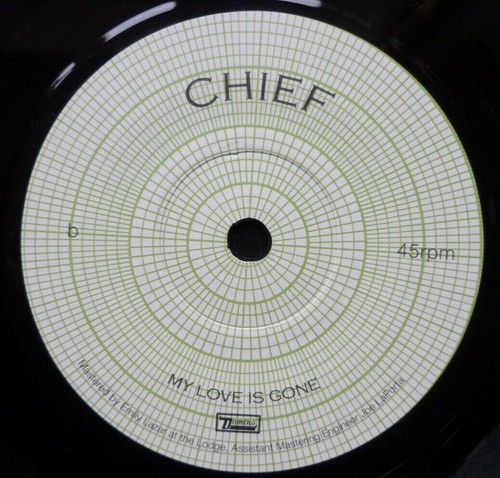 CHIEF
b
45rpm
MY LOVE IS GONE
Domino
Mastered by Emily Lazar at the Lodge, Assistant Mastering Engineer Joe LaPorta